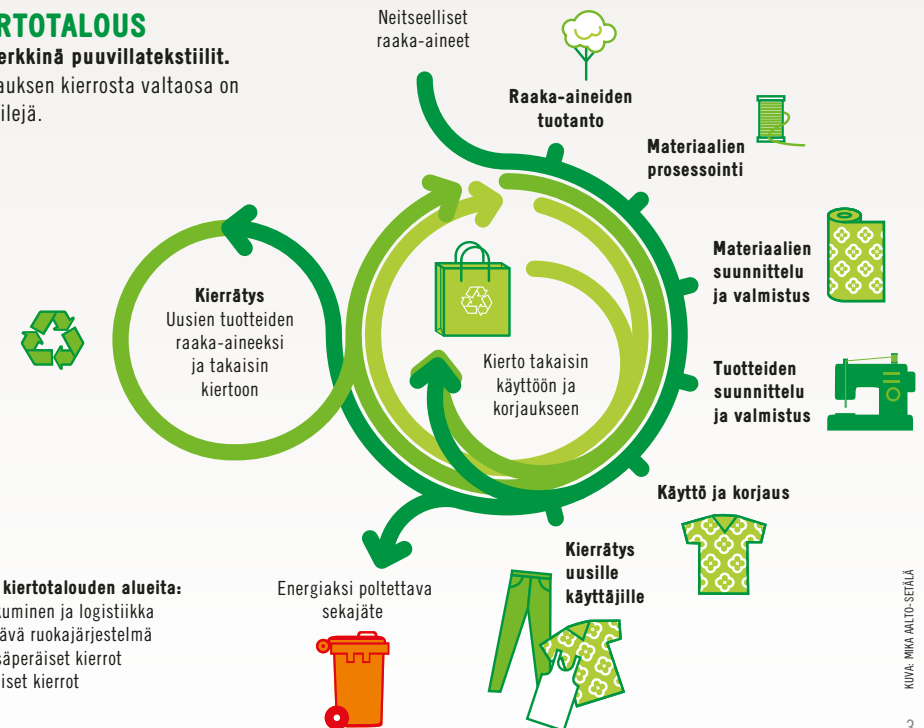 RTOTALOUS
erkkinä puuvillatekstiilit.
auksen kierrosta valtaosa on
ilejä.
Neitseelliset
raaka-aineet
Raaka-aineiden
tuotanto
Materiaalien
prosessointi
Materiaalien
suunnittelu
ja valmistus
Tuotteiden
suunnittelu
ja valmistus
Käyttö ja korjaus
Kierrätys
uusille
käyttäjille
Kierrätys
Uusien tuotteiden
raaka-aineeksi
ja takaisin
kiertoon
Kierto takaisin
käyttöön ja
korjaukseen
Energiaksi poltettava
sekajäte
kiertotalouden alueita:
kuminen ja logistiikka
ävä ruokajärjestelmä
säperäiset kierrot
iset kierrot
KUVA: MIKA AALTO-SETÄLÄ
3